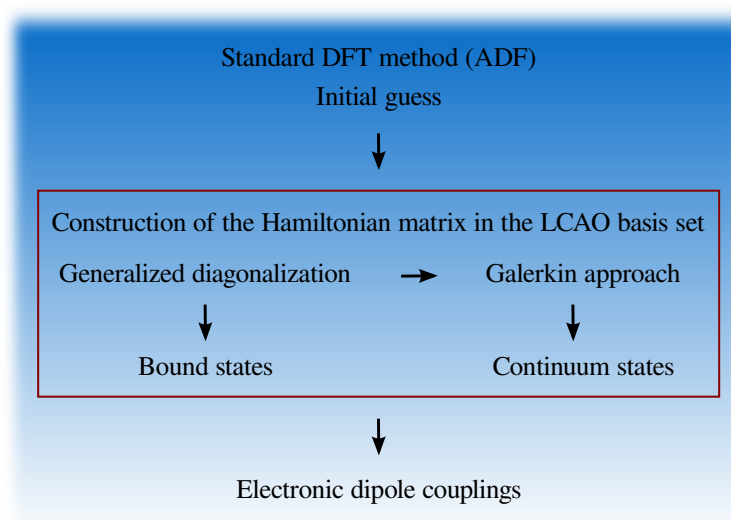 Standard DFT method (ADF)
Initial guess
Construction of the Hamiltonian matrix in the LCAO basis set
Generalized diagonalization
Galerkin approach
Bound states
Continuum states
Electronic dipole couplings